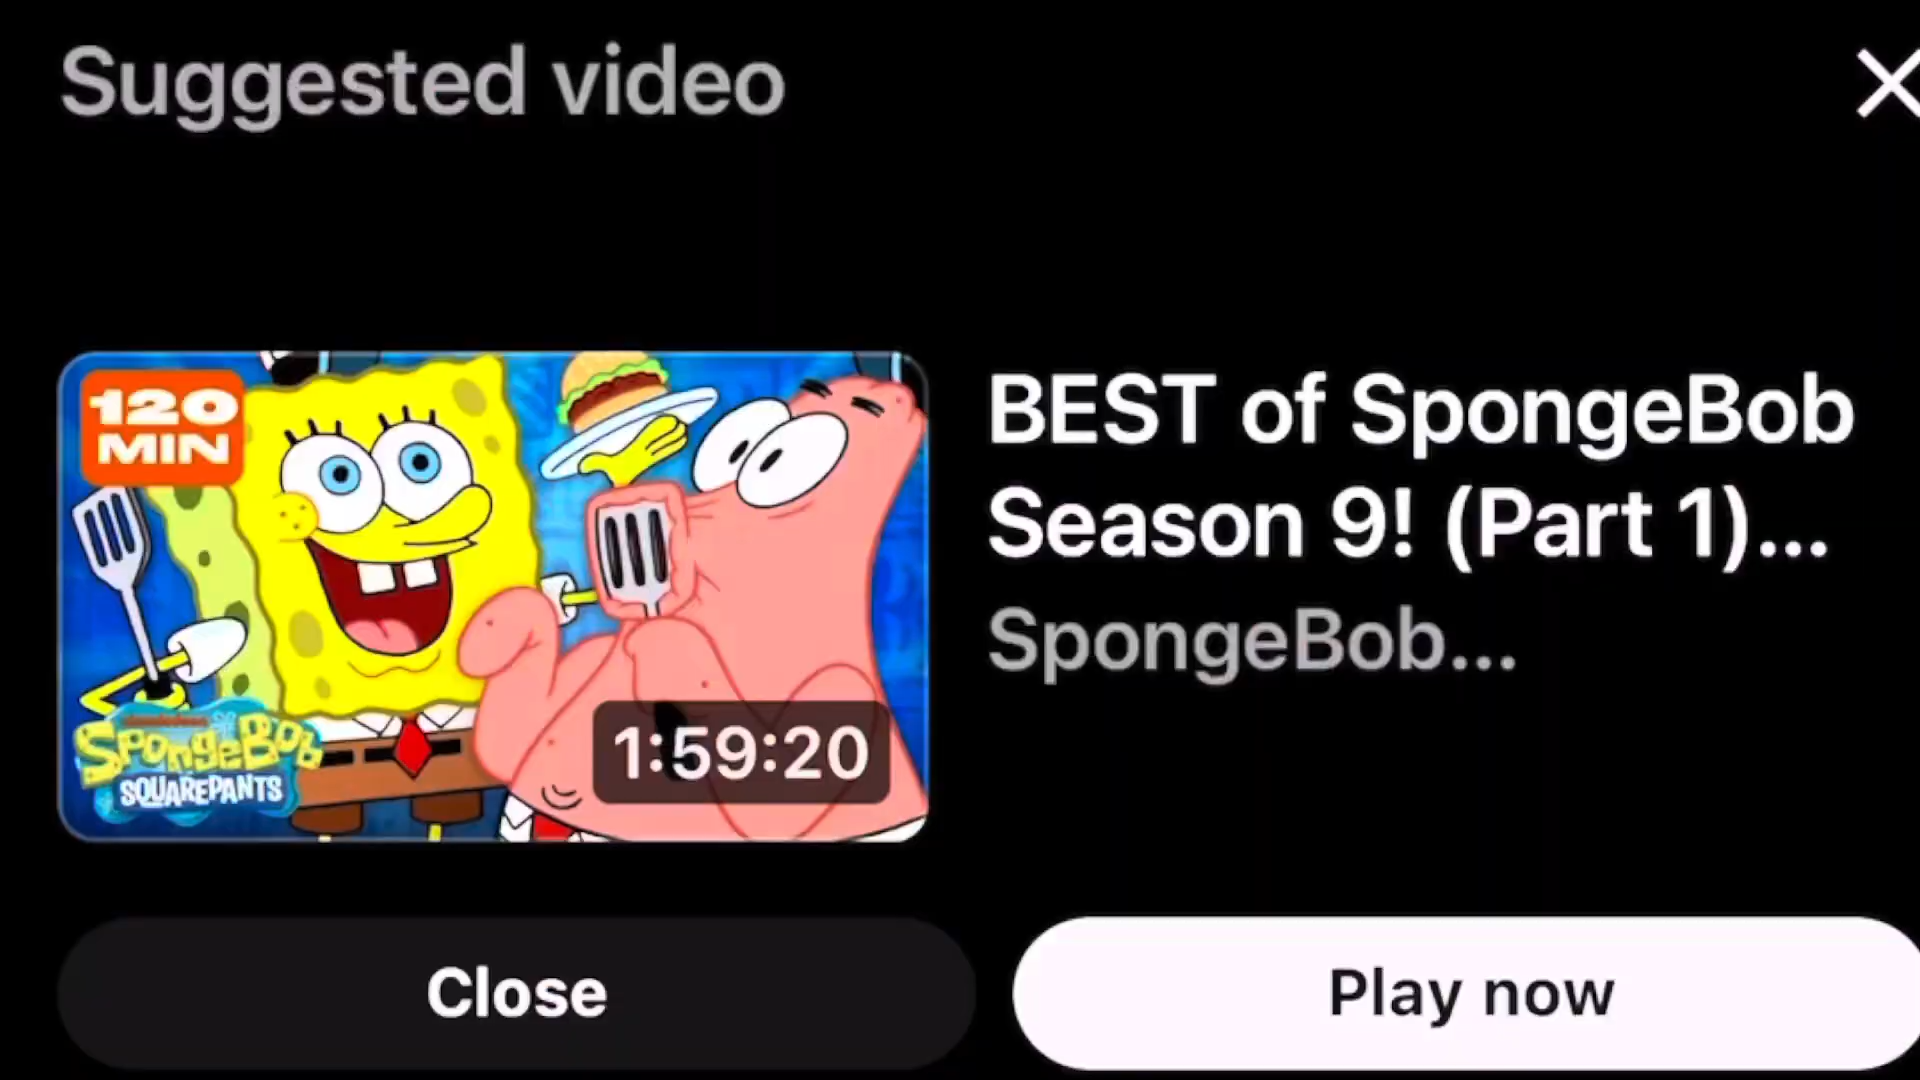 Suggested video
120
MIN
SpongeBob
SQUAREPANTS
1:59:20
BEST of SpongeBob
Season 9! (Part 1)...
SpongeBob...
Close
Play now